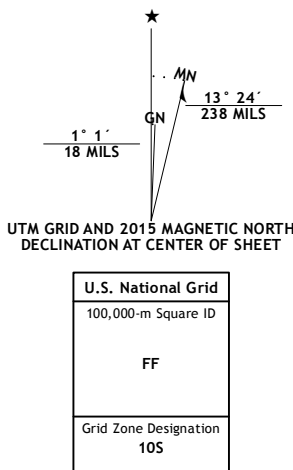 ★
MN
GN
13° 24´
238 MILS
1° 1´
18 MILS
UTM GRID AND 2015 MAGNETIC NORTH
DECLINATION AT CENTER OF SHEET
U.S. National Grid
100,000-m Square ID
FF
Grid Zone Designation
10S